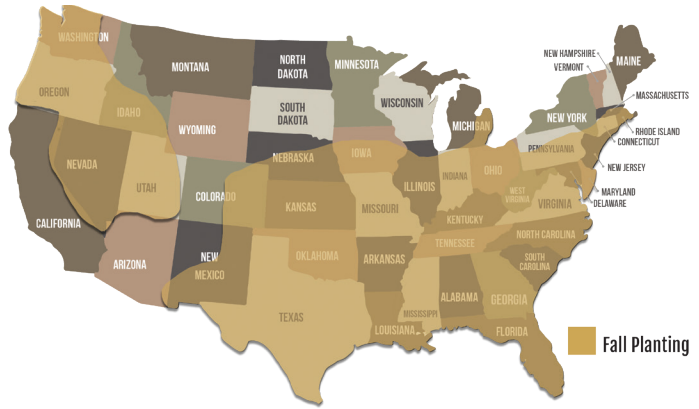 WASHINGTON
MONTANA
NORTH
DAKOTA
MINNESOTA
NEW HAMPSHIRE
VERMONT
MAINE
OREGON
IDAHO
WYOMING
SOUTH
DAKOTA
WISCONSIN
MICHIGAN
NEW YORK
MASSACHUSETTS
RHODE ISLAND
CONNECTICUT
NEVADA
UTAH
COLORADO
NEBRASKA
IOWA
ILLINOIS
INDIANA
OHIO
PENNSYLVANIA
NEW JERSEY
MARYLAND
DELAWARE
CALIFORNIA
KANSAS
MISSOURI
KENTUCKY
WEST
VIRGINIA
VIRGINIA
ARIZONA
NEW
MEXICO
OKLAHOMA
ARKANSAS
TENNESSEE
NORTH CAROLINA
SOUTH
CAROLINA
TEXAS
LOUISIANA
MISSISSIPPI
ALABAMA
GEORGIA
FLORIDA
Fall Planting